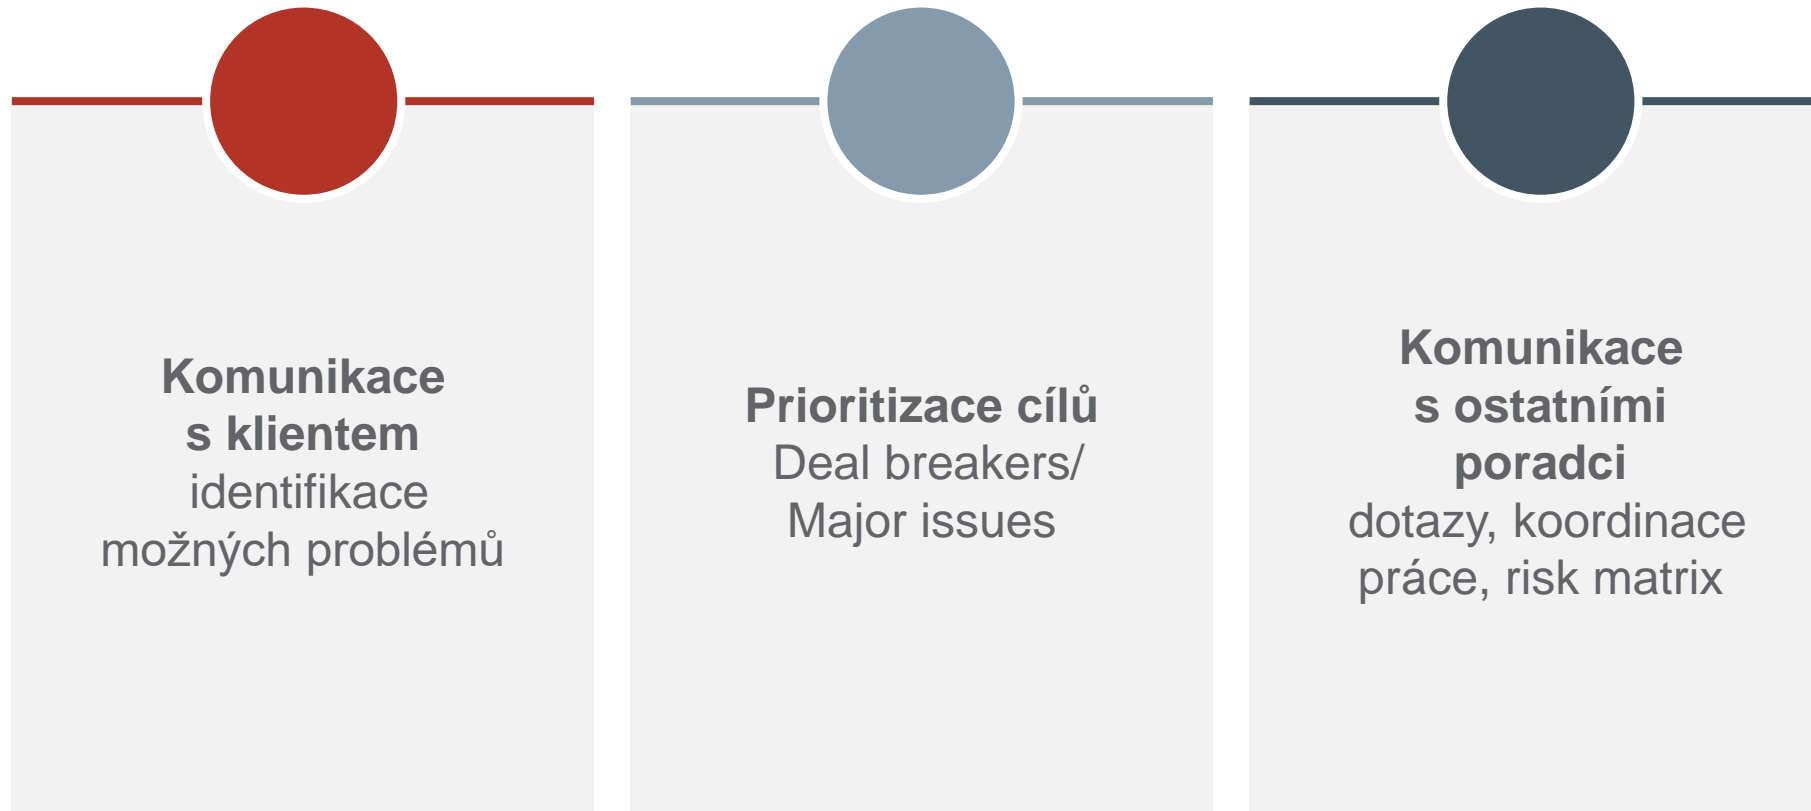 Komunikace
s klientem
identifikace
možných problémů
Prioritizace cílů
Deal breakers/
Major issues
Komunikace
s ostatními
poradci
dotazy, koordinace
práce, risk matrix